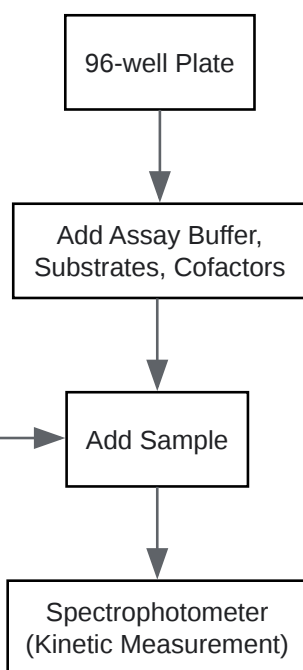 96-well Plate
Add Assay Buffer,
Substrates, Cofactors
Add Sample
Spectrophotometer
(Kinetic Measurement)